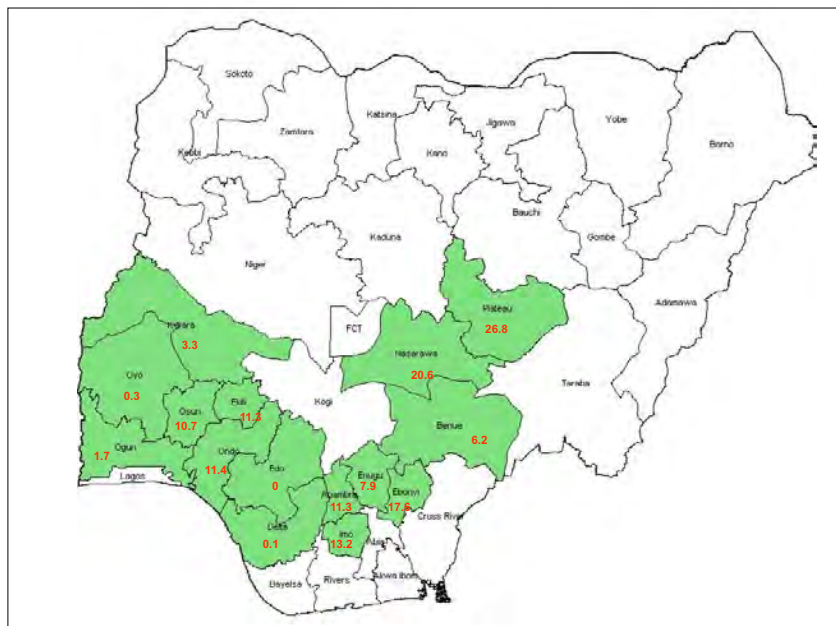 Sokoto
Katsina
Jigawa
Yobe
Borno
Zamfara
Kano
Kebbi
Bauchi
Gombe
Kaduna
Niger
Adamawa
Plateau
26.8
FCT
Kwara
3.3
Nasarawa
20.6
Taraba
Oyo
0.3
Kogi
Osun
10.7
Ekiti
11.3
Benue
6.2
Ogun
1.7
Ondo
11.4
Edo
0
Lagos
Enugu
7.9
Ebonyi
17.6
Anambra
11.3
Cross River
Delta
0.1
Imo
13.2
Abia
Bayelsa
Rivers
Akwa Ibom